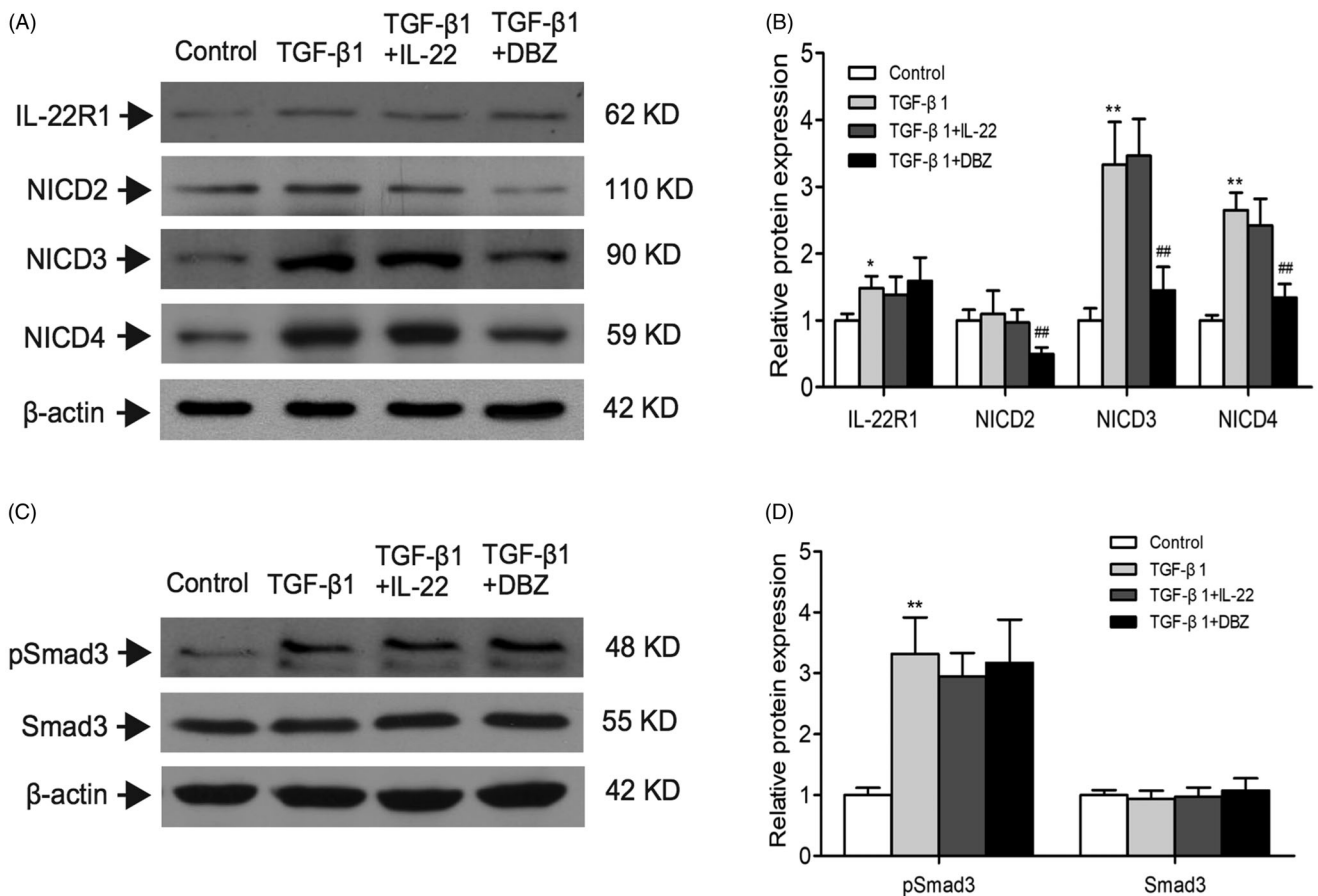 (A)
Control
TGF-β1
TGF-β1
+IL-22
TGF-β1
+DBZ
IL-22R1
62 KD
NICD2
110 KD
NICD3
90 KD
NICD4
59 KD
β-actin
42 KD
(B)
Relative protein expression
5
4
3
2
1
0
Control
TGF-β 1
TGF-β 1+IL-22
TGF-β 1+DBZ
*
##
**
##
**
##
IL-22R1
NICD2
NICD3
NICD4
(C)
Control
TGF-β1
TGF-β1
+IL-22
TGF-β1
+DBZ
pSmad3
48 KD
Smad3
55 KD
β-actin
42 KD
(D)
Relative protein expression
5
4
3
2
1
0
Control
TGF-β 1
TGF-β 1+IL-22
TGF-β 1+DBZ
**
pSmad3
Smad3